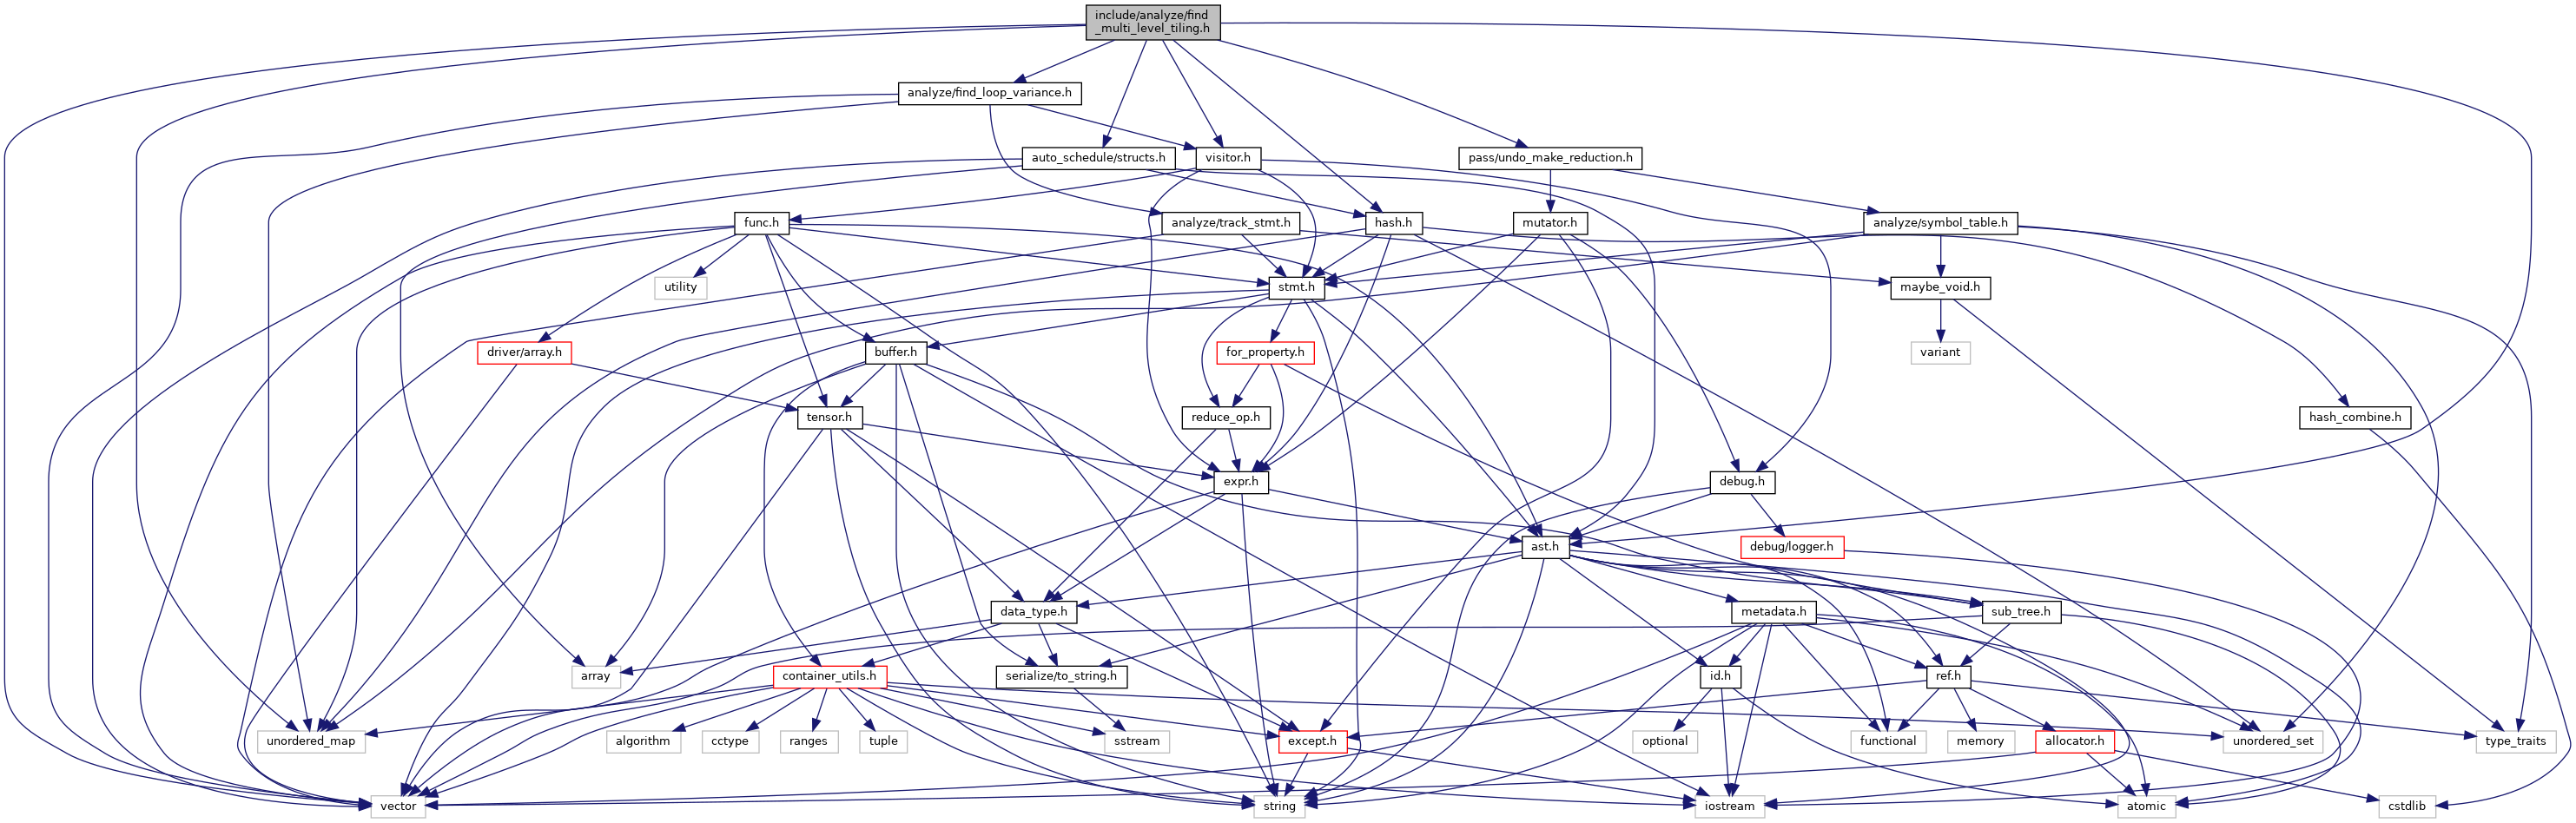 include/analyze/find
_multi_level_tiling.h
analyze/find_loop_variance.h
auto_schedule/structs.h
visitor.h
pass/undo_make_reduction.h
func.h
analyze/track_stmt.h
hash.h
mutator.h
analyze/symbol_table.h
utility
stmt.h
maybe_void.h
driver/array.h
buffer.h
for_property.h
variant
tensor.h
reduce_op.h
hash_combine.h
expr.h
debug.h
ast.h
debug/logger.h
data_type.h
metadata.h
sub_tree.h
array
container_utils.h
serialize/to_string.h
id.h
ref.h
unordered_map
algorithm
cctype
ranges
tuple
sstream
except.h
optional
functional
memory
allocator.h
unordered_set
type_traits
vector
string
iostream
atomic
cstdlib